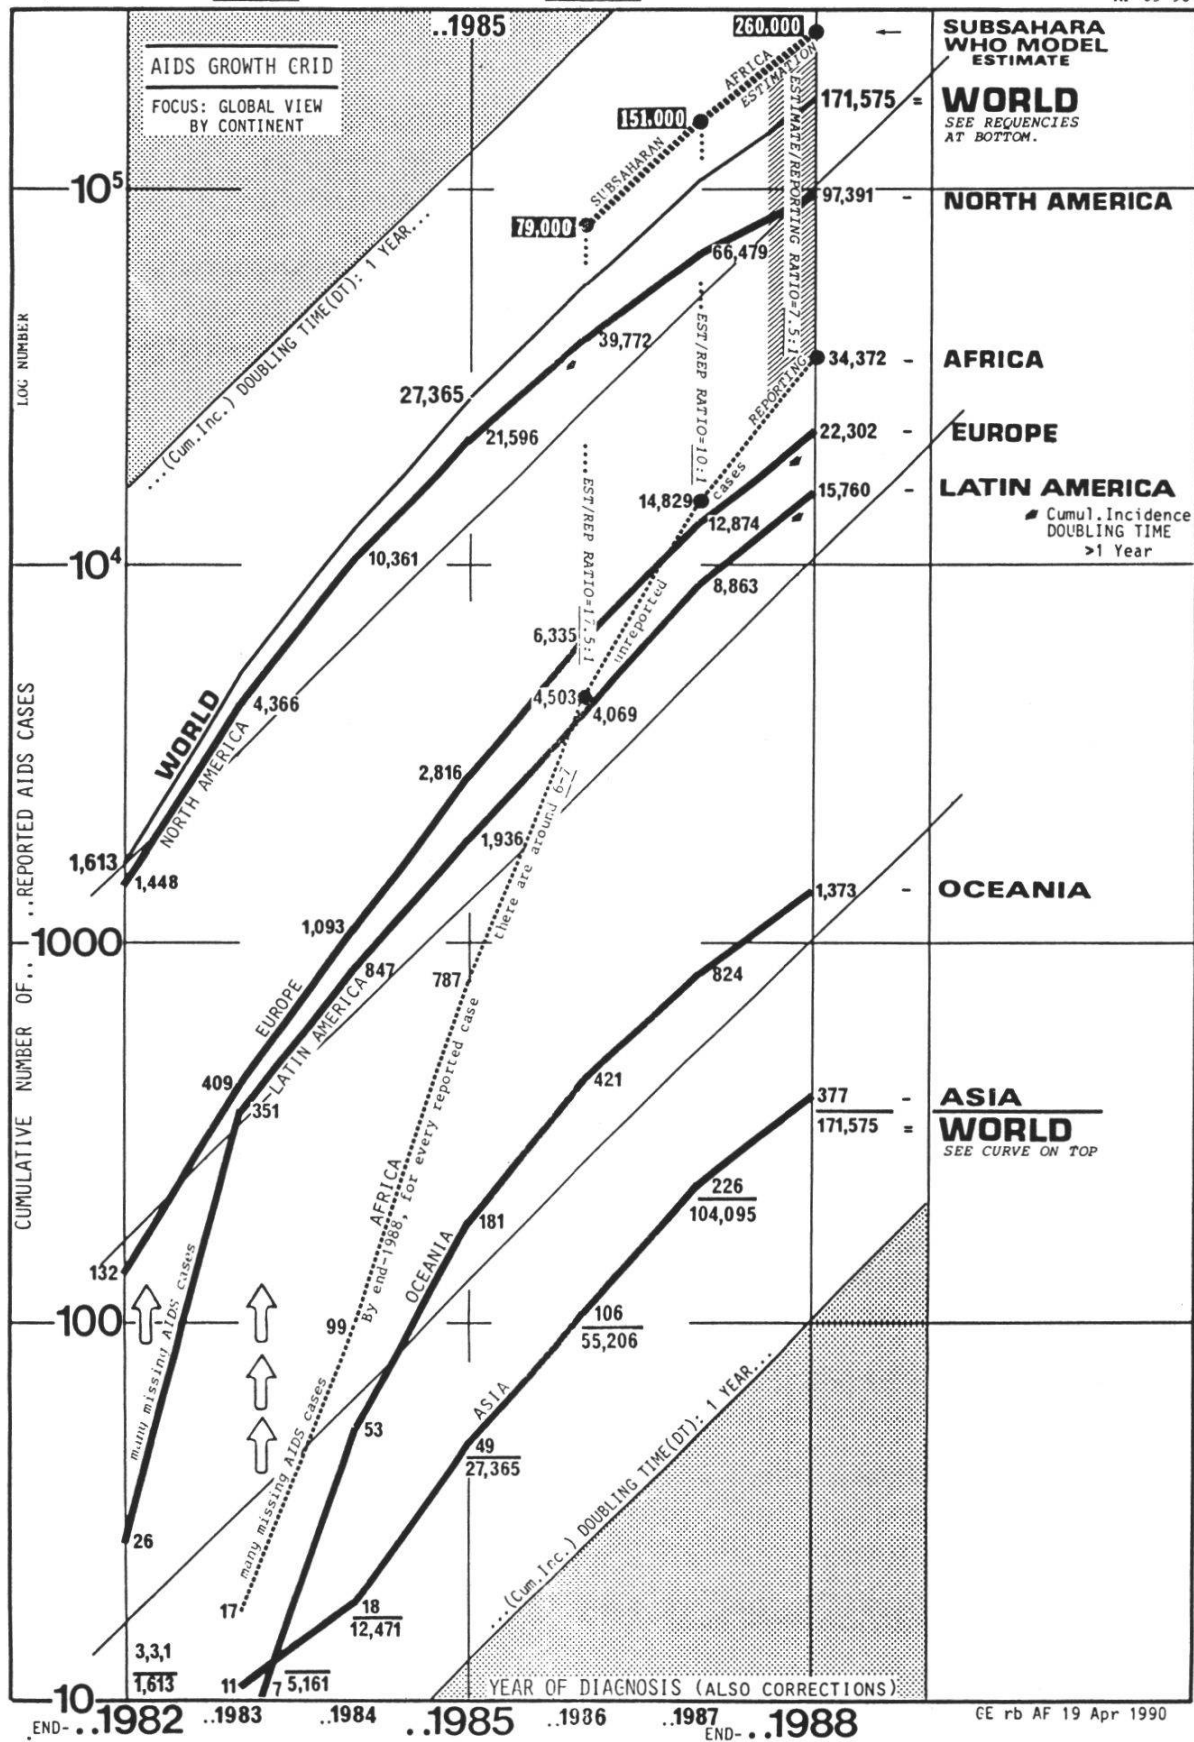 ..1985
260.000
SUBSAHARA
WHO MODEL
ESTIMATE
AIDS GROWTH CRID
FOCUS: GLOBAL VIEW
BY CONTINENT
AFRICA
ESTIMATION
171,575 =
WORLD
SEE REQUENCIES
AT BOTTOM.
151.000
SUBSAHARAN
ESTIMATE/REPORTING RATIO=7.5:1
10⁵
97,391 -
NORTH AMERICA
79.000
66,479
...(Cum.Inc.) DOUBLING TIME(DT): 1 YEAR...
LOG NUMBER
39,772
EST/REP RATIO=10:1
REPORTING
34,372 -
AFRICA
27,365
21,596
22,302 -
EUROPE
cases
15,760 -
LATIN AMERICA
14,829
12,874
Cumul.Incidence
DOUBLING TIME
>1 Year
10⁴
10,361
EST/REP RATIO=17.5:1
8,863
6,335
unreported
4,503
4,069
4,366
WORLD
NORTH AMERICA
2,816
there are around 6-7
1,936
1,613
1,448
1,373 -
OCEANIA
CUMULATIVE NUMBER OF.. ..REPORTED AIDS CASES
1000
1,093
847
787
824
EUROPE
LATIN AMERICA
409
351
421
377 -
ASIA
171,575 =
WORLD
SEE CURVE ON TOP
AFRICA
By end-1988, for every reported case
226
104,095
181
OCEANIA
132
many missing AIDS cases
100
99
106
55,206
many missing AIDS cases
53
ASIA
49
27,365
...(Cum.Inc.) DOUBLING TIME(DT): 1 YEAR...
26
17
18
12,471
3,3,1
1,613
11
7
5,161
10
YEAR OF DIAGNOSIS (ALSO CORRECTIONS)
END- ..1982
..1983
..1984
..1985
..1986
..1987
END- ..1988
GE rb AF 19 Apr 1990